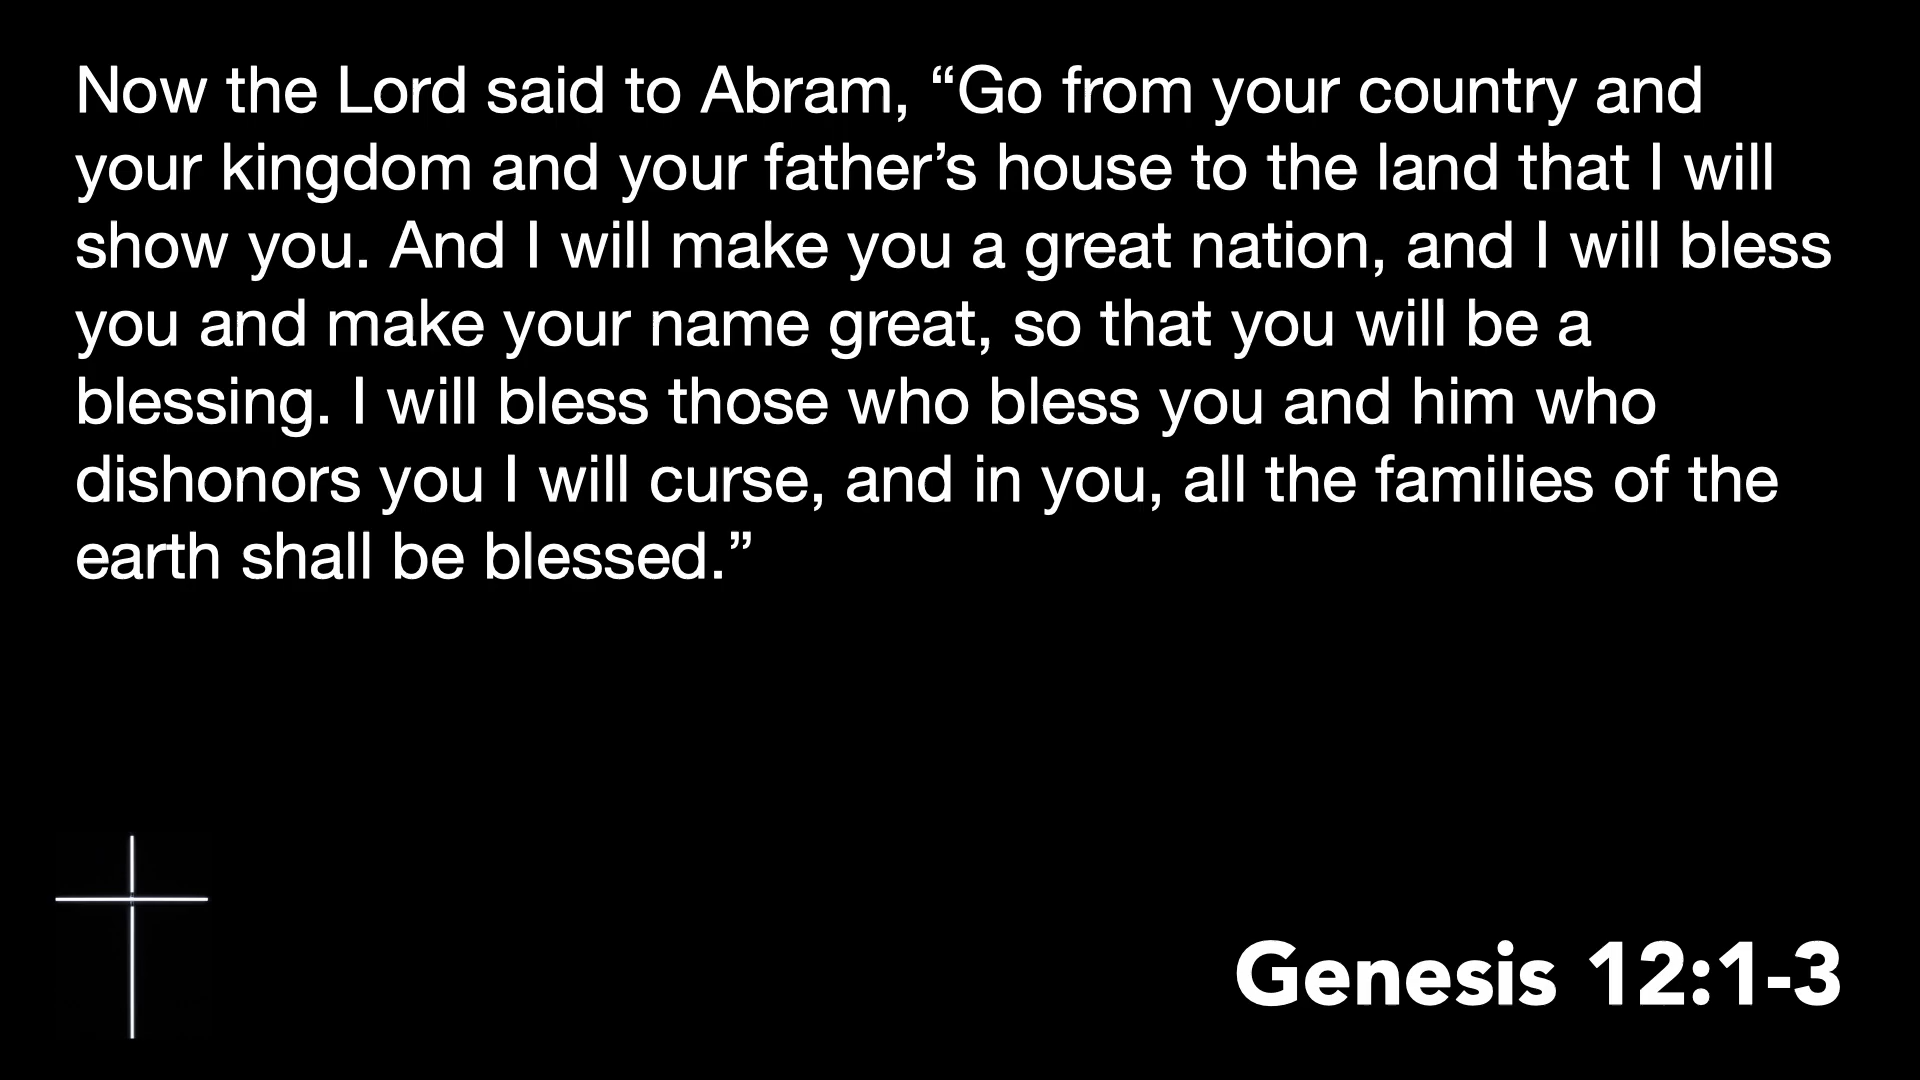 Now the Lord said to Abram, “Go from your country and
your kingdom and your father’s house to the land that I will
show you. And I will make you a great nation, and I will bless
you and make your name great, so that you will be a
blessing. I will bless those who bless you and him who
dishonors you I will curse, and in you, all the families of the
earth shall be blessed.”
Genesis 12:1-3